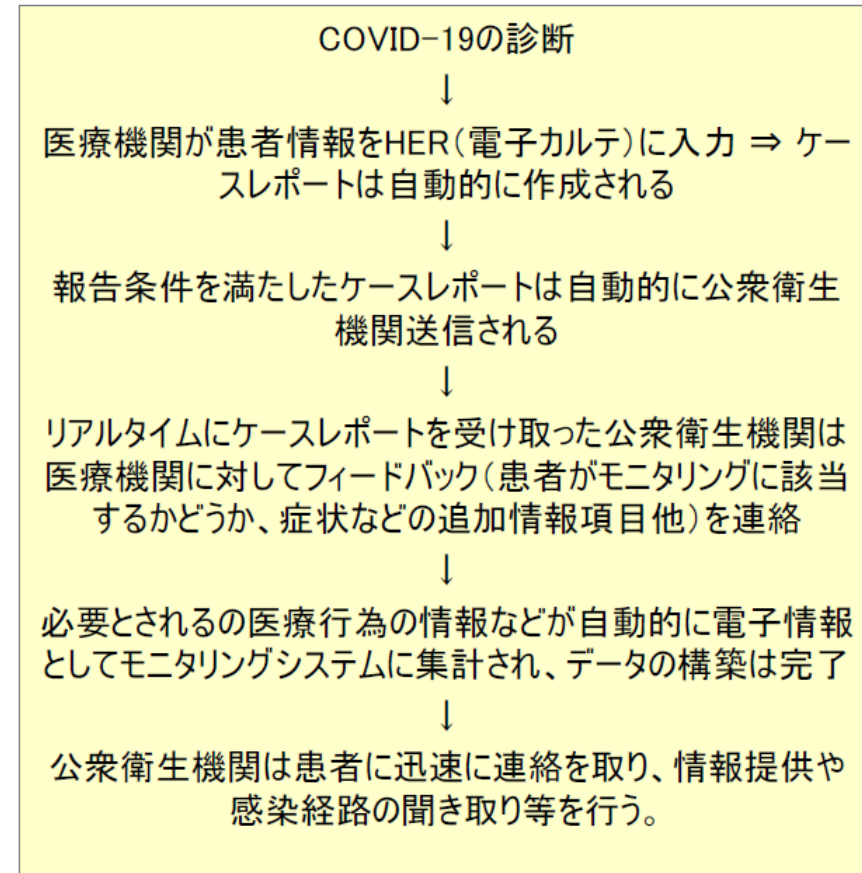 COVID-19の診断
↓
医療機関が患者情報をHER(電子カルテ)に入力 ⇒ ケー
スレポートは自動的に作成される
↓
報告条件を満たしたケースレポートは自動的に公衆衛生
機関送信される
↓
リアルタイムにケースレポートを受け取った公衆衛生機関は
医療機関に対してフィードバック(患者がモニタリングに該当
するかどうか、症状などの追加情報項目他)を連絡
↓
必要とされるの医療行為の情報などが自動的に電子情報
としてモニタリングシステムに集計され、データの構築は完了
↓
公衆衛生機関は患者に迅速に連絡を取り、情報提供や
感染経路の聞き取り等を行う。